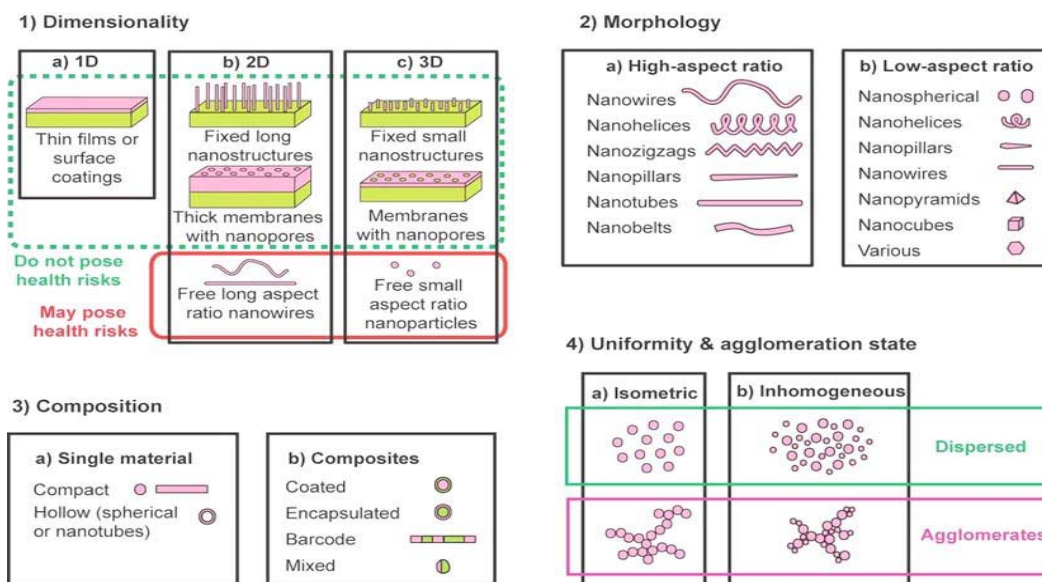 1) Dimensionality
a) 1D
Thin films or
surface
coatings
b) 2D
Fixed long
nanostructures
Thick membranes
with nanopores
Free long aspect
ratio nanowires
c) 3D
Fixed small
nanostructures
Membranes
with nanopores
Free small
aspect ratio
nanoparticles
Do not pose
health risks
May pose
health risks
2) Morphology
a) High-aspect ratio
Nanowires
Nanohelices
Nanozigzags
Nanopillars
Nanotubes
Nanobelts
b) Low-aspect ratio
Nanospherical
Nanohelices
Nanopillars
Nanowires
Nanopyramids
Nanocubes
Various
3) Composition
a) Single material
Compact
Hollow (spherical
or nanotubes)
b) Composites
Coated
Encapsulated
Barcode
Mixed
4) Uniformity & agglomeration state
a) Isometric
b) Inhomogeneous
Dispersed
Agglomerates